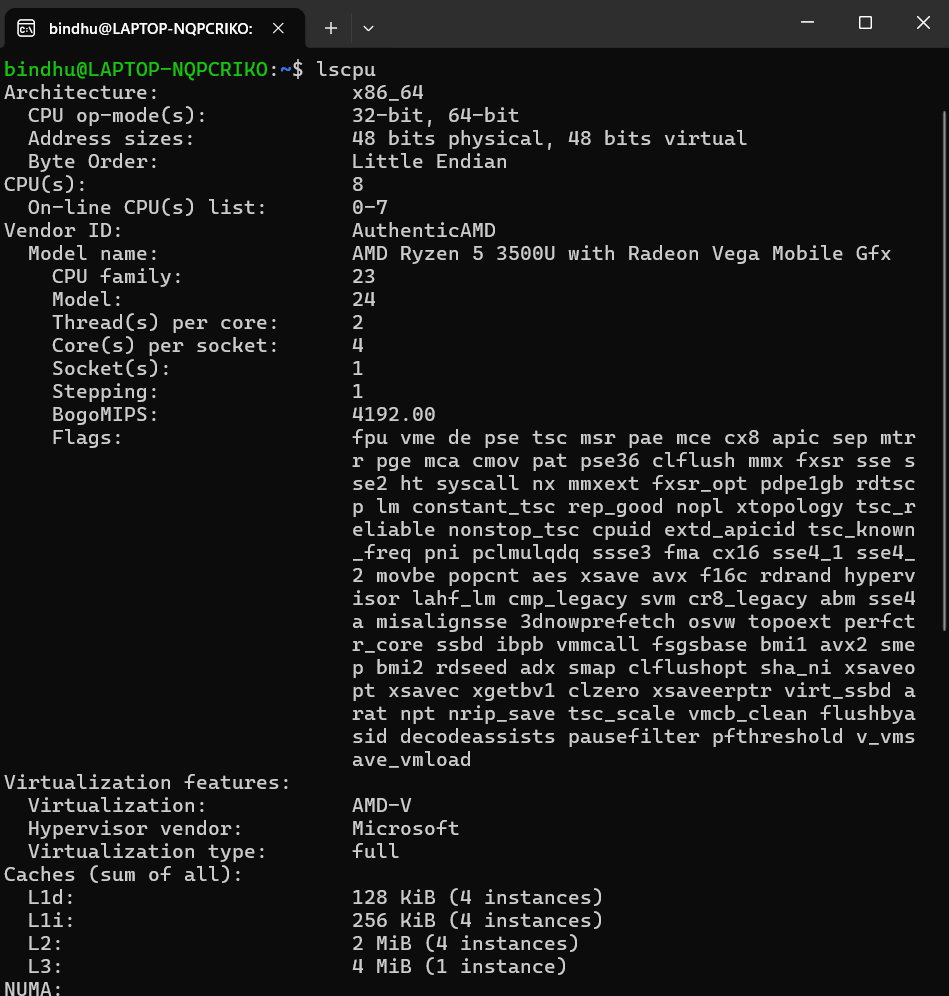 bindhu@LAPTOP-NQPCRIKO:
bindhu@LAPTOP-NQPCRIKO:~$ lscpu
Architecture: x86_64
CPU op-mode(s): 32-bit, 64-bit
Address sizes: 48 bits physical, 48 bits virtual
Byte Order: Little Endian
CPU(s): 8
On-line CPU(s) list: 0-7
Vendor ID: AuthenticAMD
Model name: AMD Ryzen 5 3500U with Radeon Vega Mobile Gfx
CPU family: 23
Model: 24
Thread(s) per core: 2
Core(s) per socket: 4
Socket(s): 1
Stepping: 1
BogoMIPS: 4192.00
Flags: fpu vme de pse tsc msr pae mce cx8 apic sep mtr
r pge mca cmov pat pse36 clflush mmx fxsr sse s
se2 ht syscall nx mmxext fxsr_opt pdpe1gb rdtsc
p lm constant_tsc rep_good nopl xtopology tsc_r
eliable nonstop_tsc cpuid extd_apicid tsc_known
_freq pni pclmulqdq ssse3 fma cx16 sse4_1 sse4_
2 movbe popcnt aes xsave avx f16c rdrand hyperv
isor lahf_lm cmp_legacy svm cr8_legacy abm sse4
a misalignsse 3dnowprefetch osvw topoext perfct
r_core ssbd ibpb vmmcall fsgsbase bmi1 avx2 sme
p bmi2 rdseed adx smap clflushopt sha_ni xsaveo
pt xsavec xgetbv1 clzero xsaveerptr virt_ssbd a
rat npt nrip_save tsc_scale vmcb_clean flushbya
sid decodeassists pausefilter pfthreshold v_vms
ave_vmload
Virtualization features:
Virtualization: AMD-V
Hypervisor vendor: Microsoft
Virtualization type: full
Caches (sum of all):
L1d: 128 KiB (4 instances)
L1i: 256 KiB (4 instances)
L2: 2 MiB (4 instances)
L3: 4 MiB (1 instance)
NUMA: